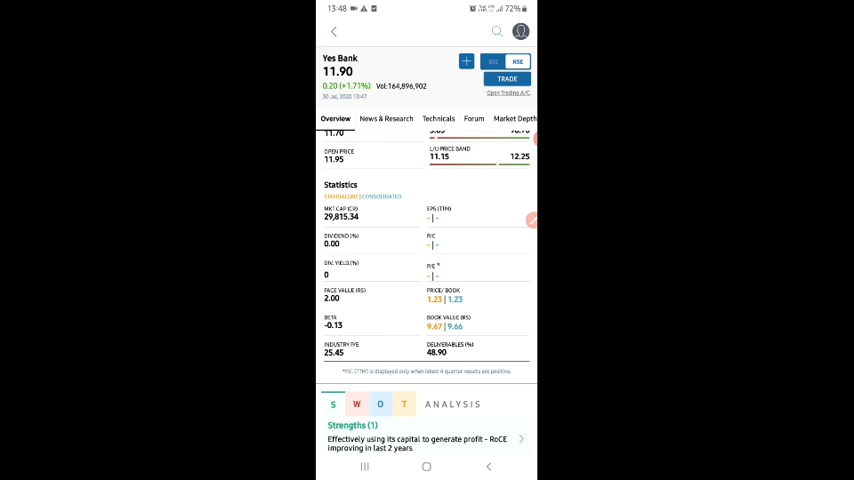 13:48 72%
Yes Bank
11.90
BSE NSE
0.20 (+1.71%) Vol:164,896,902
TRADE
30 Jul, 2020 13:47
Open Trading A/C.
Overview News & Research Technicals Forum Market Depth
11.70
OPEN PRICE
11.95
L/U PRICE BAND
11.15 12.25
Statistics
STANDALONE | CONSOLIDATED
MKT CAP (CR) EPS (TTM)
29,815.34 - | -
DIVIDEND (%) P/C
0.00 - | -
DIV. YIELD.(%) P/E *
0 - | -
FACE VALUE (RS) PRICE/ BOOK
2.00 1.23 | 1.23
BETA BOOK VALUE (RS)
-0.13 9.67 | 9.66
INDUSTRY P/E DELIVERABLES (%)
25.45 48.90
*P/E. (TTM) is displayed only when latest 4 quarter results are positive.
S W O T ANALYSIS
Strengths (1)
Effectively using its capital to generate profit - RoCE
Improving in last 2 years